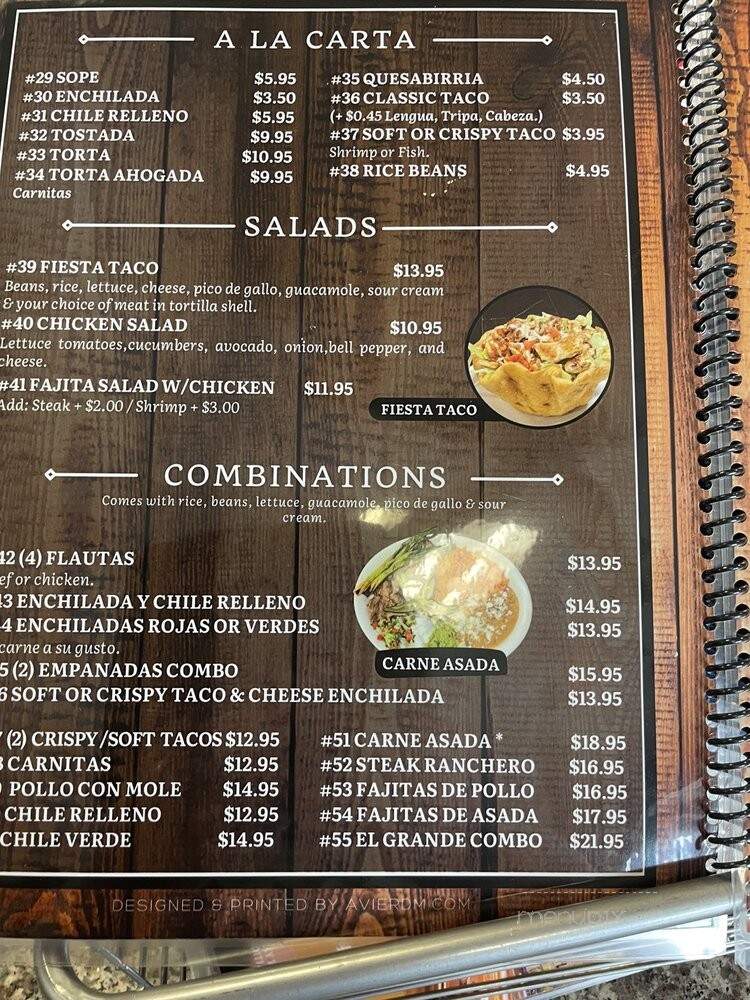 A LA CARTA
#29 SOPE $5.95
#30 ENCHILADA $3.50
#31 CHILE RELLENO $5.95
#32 TOSTADA $9.95
#33 TORTA $10.95
#34 TORTA AHOGADA $9.95
Carnitas
#35 QUESABIRRIA $4.50
#36 CLASSIC TACO $3.50
(+ $0.45 Lengua, Tripa, Cabeza.)
#37 SOFT OR CRISPY TACO $3.95
Shrimp or Fish.
#38 RICE BEANS $4.95
SALADS
#39 FIESTA TACO $13.95
Beans, rice, lettuce, cheese, pico de gallo, guacamole, sour cream
& your choice of meat in tortilla shell.
#40 CHICKEN SALAD $10.95
Lettuce tomatoes,cucumbers, avocado, onion,bell pepper, and
cheese.
#41 FAJITA SALAD W/CHICKEN $11.95
Add: Steak + $2.00 / Shrimp + $3.00
FIESTA TACO
COMBINATIONS
Comes with rice, beans, lettuce, guacamole, pico de gallo & sour
cream.
42 (4) FLAUTAS $13.95
ef or chicken.
43 ENCHILADA Y CHILE RELLENO $14.95
44 ENCHILADAS ROJAS OR VERDES $13.95
carne a su gusto.
5 (2) EMPANADAS COMBO $15.95
6 SOFT OR CRISPY TACO & CHEESE ENCHILADA $13.95
CARNE ASADA
7 (2) CRISPY/SOFT TACOS $12.95
8 CARNITAS $12.95
POLLO CON MOLE $14.95
CHILE RELLENO $12.95
CHILE VERDE $14.95
#51 CARNE ASADA * $18.95
#52 STEAK RANCHERO $16.95
#53 FAJITAS DE POLLO $16.95
#54 FAJITAS DE ASADA $17.95
#55 EL GRANDE COMBO $21.95
DESIGNED & PRINTED BY AVIERDM.COM
menupix